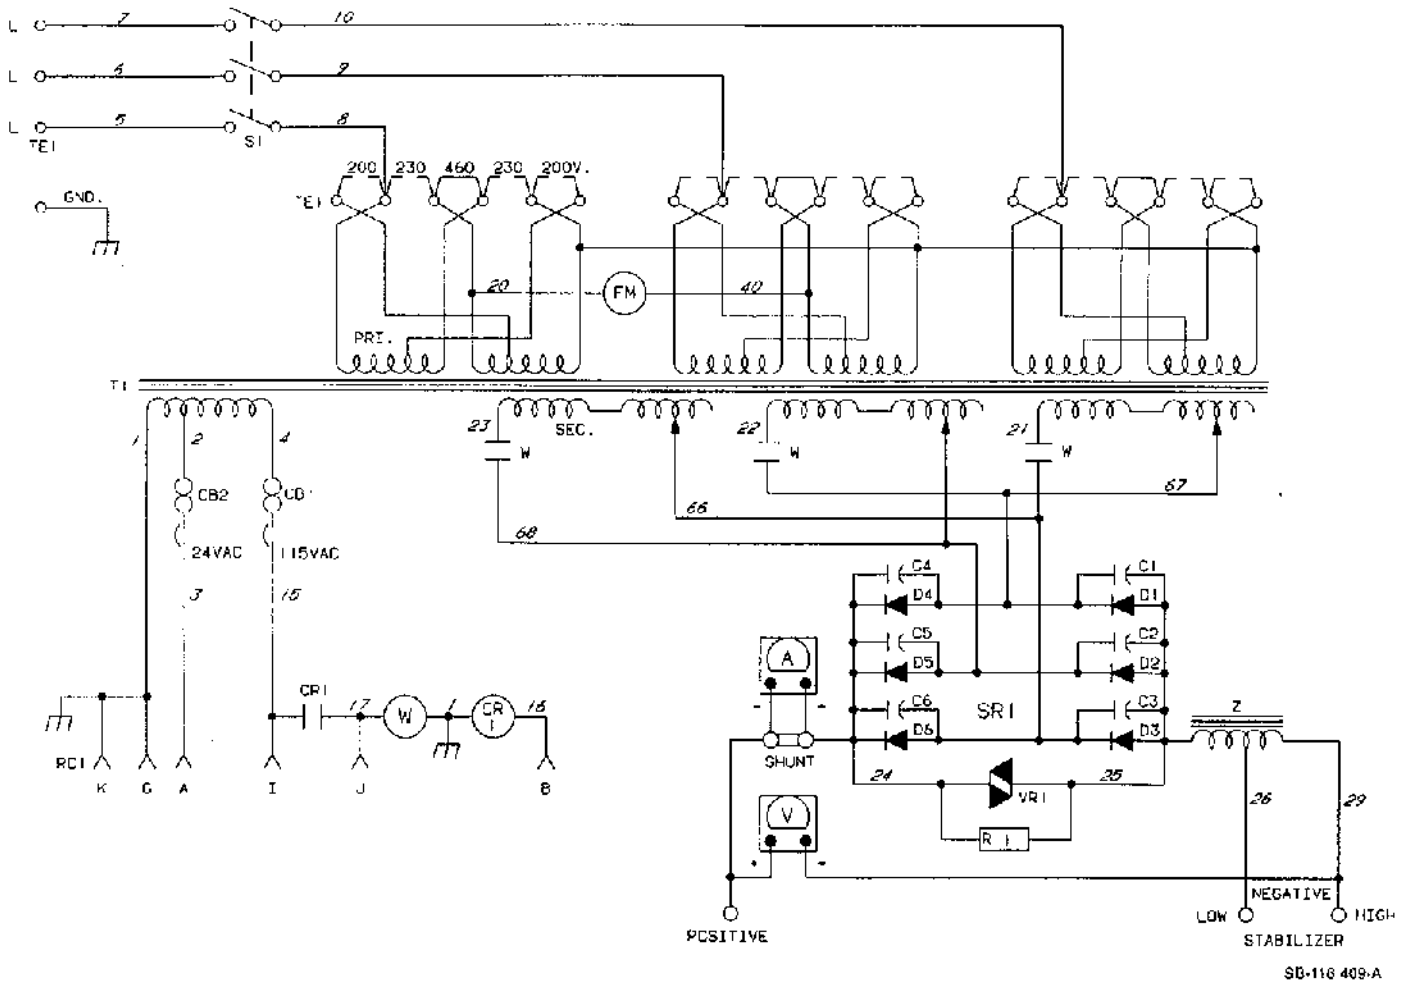 L 7 10
L 6 9
L 5 8
TE1 S1
GND.
200 230 460 230 200V.
TE1
20 FM 40
PRI.
T1
1 2 4 23 SEC. 22 21
W W W
CB2
67
66
68
24VAC 115VAC
3 15
C4 C1
D4 D1
C5 C2
A D5 D2
CR1 C6 SR1 C3 Z
17 W 1 CR 1 16 - + D6 D3
RC1 SHUNT
K G A I J B
24 VR1 25
V 26 29
R1
+ -
NEGATIVE
LOW HIGH
POSITIVE
STABILIZER
SB-116 409-A